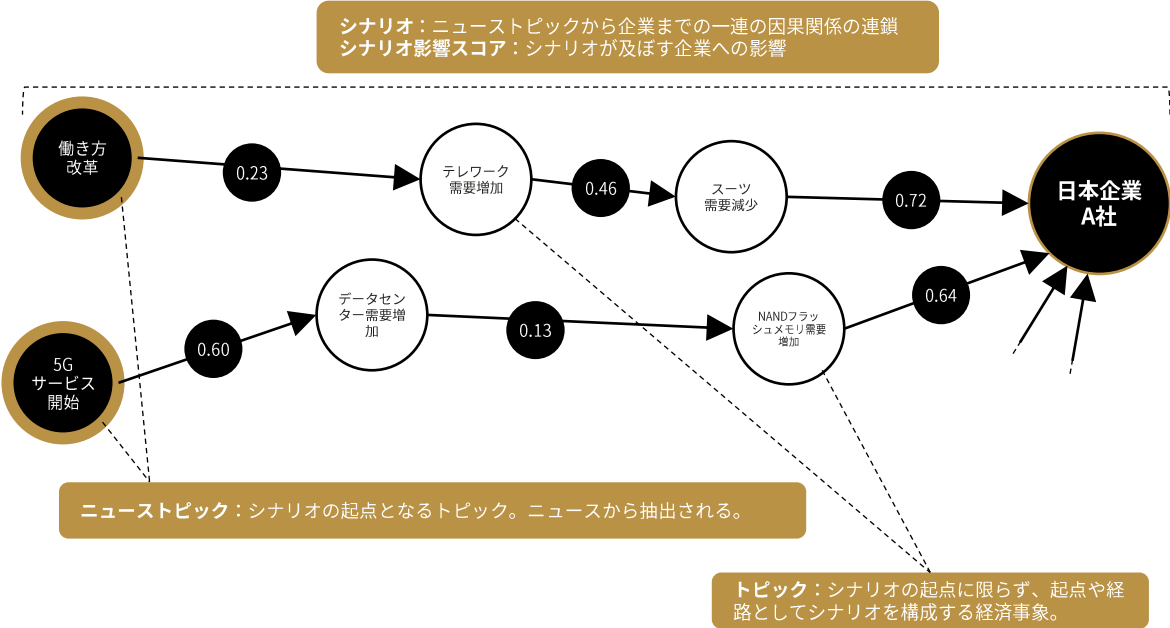 シナリオ：ニューストピックから企業までの一連の因果関係の連鎖
シナリオ影響スコア：シナリオが及ぼす企業への影響
働き方
改革
0.23
テレワーク
需要増加
0.46
スーツ
需要減少
0.72
日本企業
A社
5G
サービス
開始
0.60
データセン
ター需要増
加
0.13
NANDフラッ
シュメモリ需要
増加
0.64
ニューストピック：シナリオの起点となるトピック。ニュースから抽出される。
トピック：シナリオの起点に限らず、起点や経
路としてシナリオを構成する経済事象。